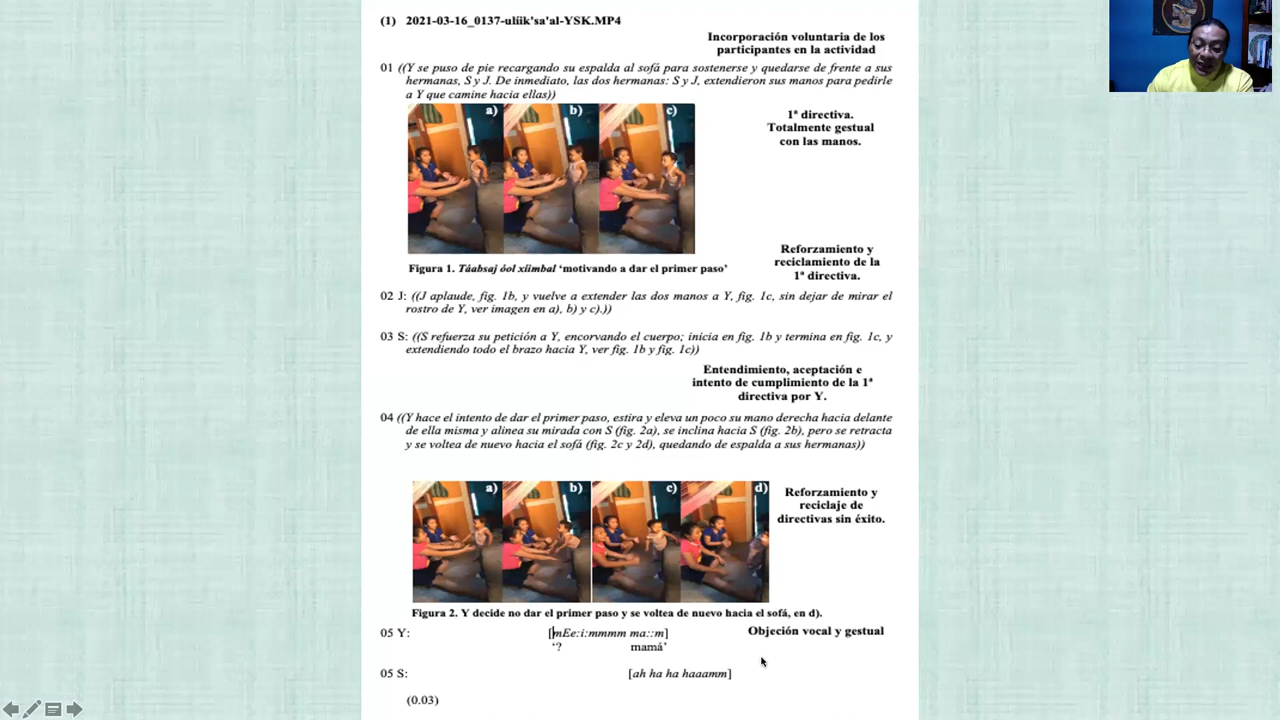 (1) 2021-03-16_0137-ulíik'sa'al-YSK.MP4
Incorporación voluntaria de los
participantes en la actividad
01 ((Y se puso de pie recargando su espalda al sofá para sostenerse y quedarse de frente a sus
hermanas, S y J. De inmediato, las dos hermanas: S y J, extendieron sus manos para pedirle
a Y que camine hacia ellas))
a) b) c)
1ª directiva.
Totalmente gestual
con las manos.
Reforzamiento y
reciclamiento de la
1ª directiva.
Figura 1. Táabsaj óol xíimbal ‘motivando a dar el primer paso’
02 J: ((J aplaude, fig. 1b, y vuelve a extender las dos manos a Y, fig. 1c, sin dejar de mirar el
rostro de Y, ver imagen en a), b) y c).))
03 S: ((S refuerza su petición a Y, encorvando el cuerpo; inicia en fig. 1b y termina en fig. 1c, y
extendiendo todo el brazo hacia Y, ver fig. 1b y fig. 1c))
Entendimiento, aceptación e
intento de cumplimiento de la 1ª
directiva por Y.
04 ((Y hace el intento de dar el primer paso, estira y eleva un poco su mano derecha hacia delante
de ella misma y alinea su mirada con S (fig. 2a), se inclina hacia S (fig. 2b), pero se retracta
y se voltea de nuevo hacia el sofá (fig. 2c y 2d), quedando de espalda a sus hermanas))
a) b) c) d)
Reforzamiento y
reciclaje de
directivas sin éxito.
Figura 2. Y decide no dar el primer paso y se voltea de nuevo hacia el sofá, en d).
05 Y: [mEe:i:mmmm ma::m] Objeción vocal y gestual
‘? mamá’
05 S: [ah ha ha haaamm]
(0.03)